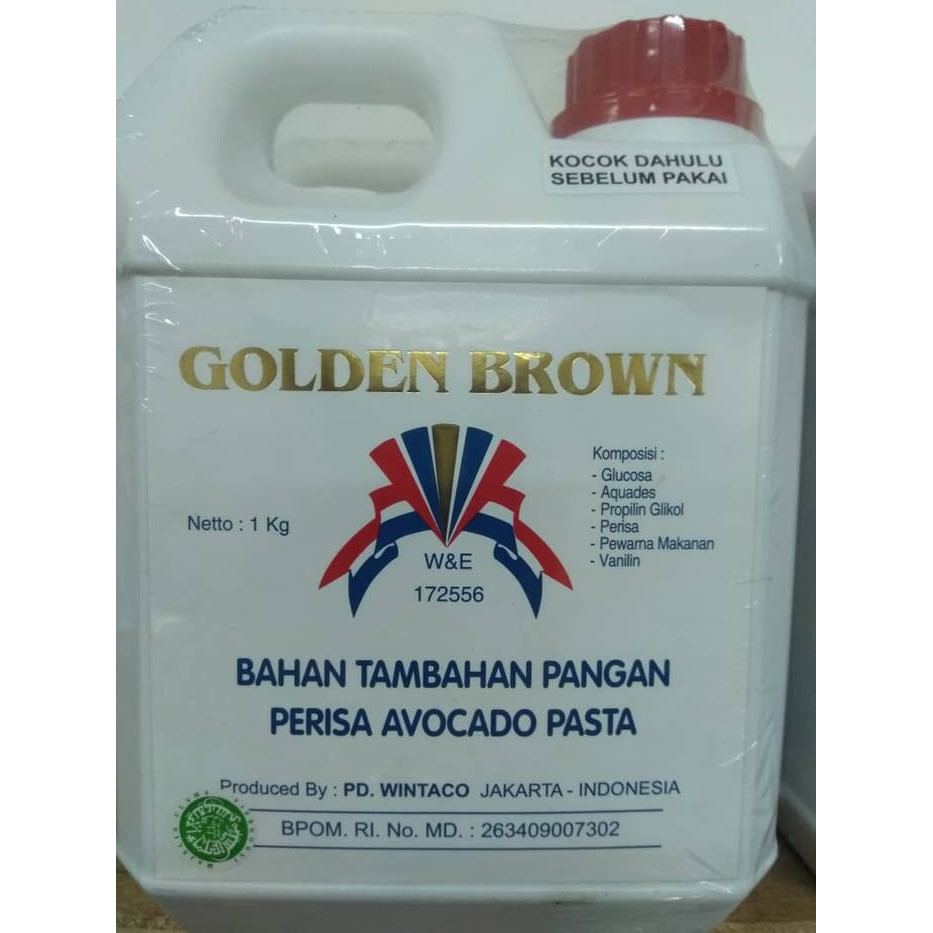 KOCOK DAHULU
SEBELUM PAKAI
GOLDEN BROWN
Komposisi :
- Glucosa
- Aquades
- Propilin Glikol
- Perisa
- Pewarna Makanan
- Vanilin
Netto : 1 Kg
W&E
172556
BAHAN TAMBAHAN PANGAN
PERISA AVOCADO PASTA
Produced By : PD. WINTACO JAKARTA - INDONESIA
BPOM. RI. No. MD. : 263409007302